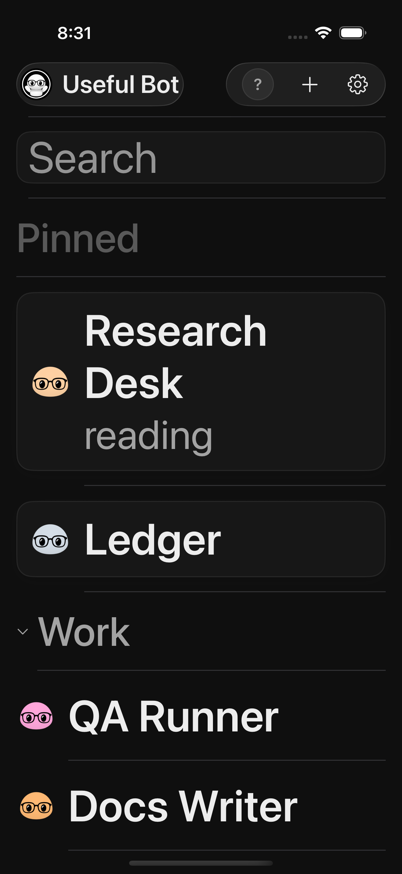 8:31
Useful Bot
?
Search
Pinned
Research
Desk
reading
Ledger
Work
QA Runner
Docs Writer